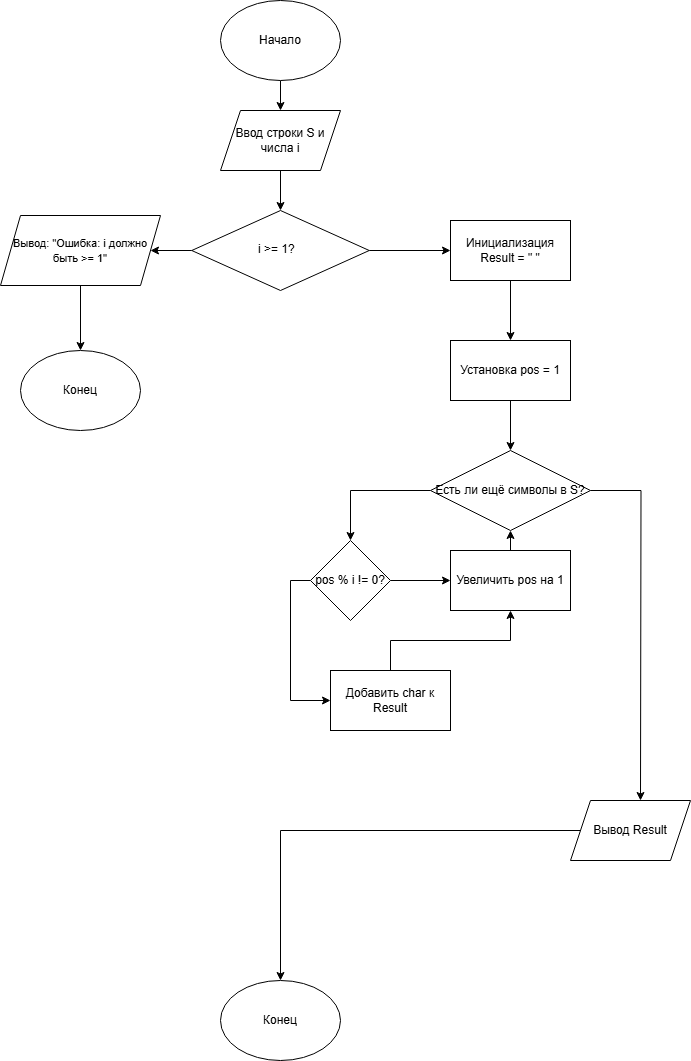 Начало
Ввод строки S и
числа i
i >= 1?
Вывод: "Ошибка: i должно
быть >= 1"
Инициализация
Result = " "
Конец
Установка pos = 1
Есть ли ещё символы в S?
pos % i != 0?
Увеличить pos на 1
Добавить char к
Result
Вывод Result
Конец